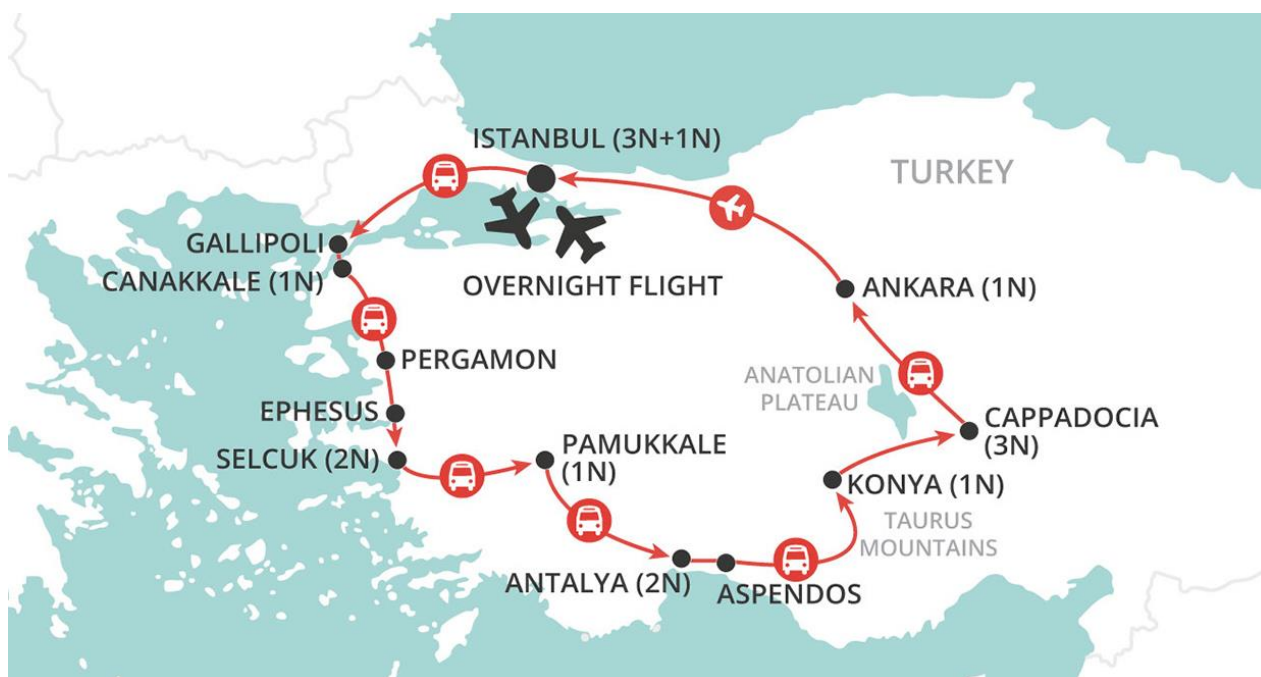 ISTANBUL (3N+1N)
TURKEY
GALLIPOLI
CANAKKALE (1N)
OVERNIGHT FLIGHT
ANKARA (1N)
PERGAMON
ANATOLIAN
PLATEAU
EPHESUS
CAPPADOCIA
(3N)
SELCUK (2N)
PAMUKKALE
(1N)
KONYA (1N)
TAURUS
MOUNTAINS
ANTALYA (2N)
ASPENDOS